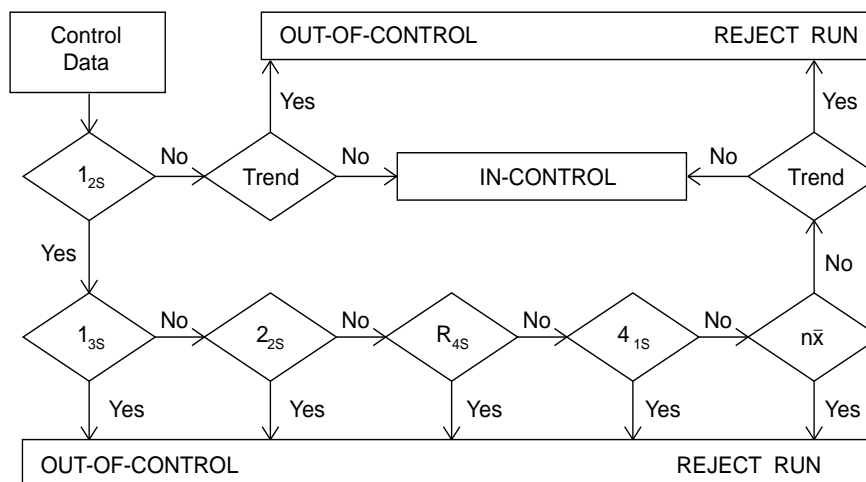 Control
Data
OUT-OF-CONTROL REJECT RUN
Yes
Yes
1₂S
No
Trend
No
IN-CONTROL
No
Trend
Yes
No
1₃S
No
2₂S
No
R₄S
No
4₁S
No
nx̄
Yes
Yes
Yes
Yes
Yes
OUT-OF-CONTROL REJECT RUN